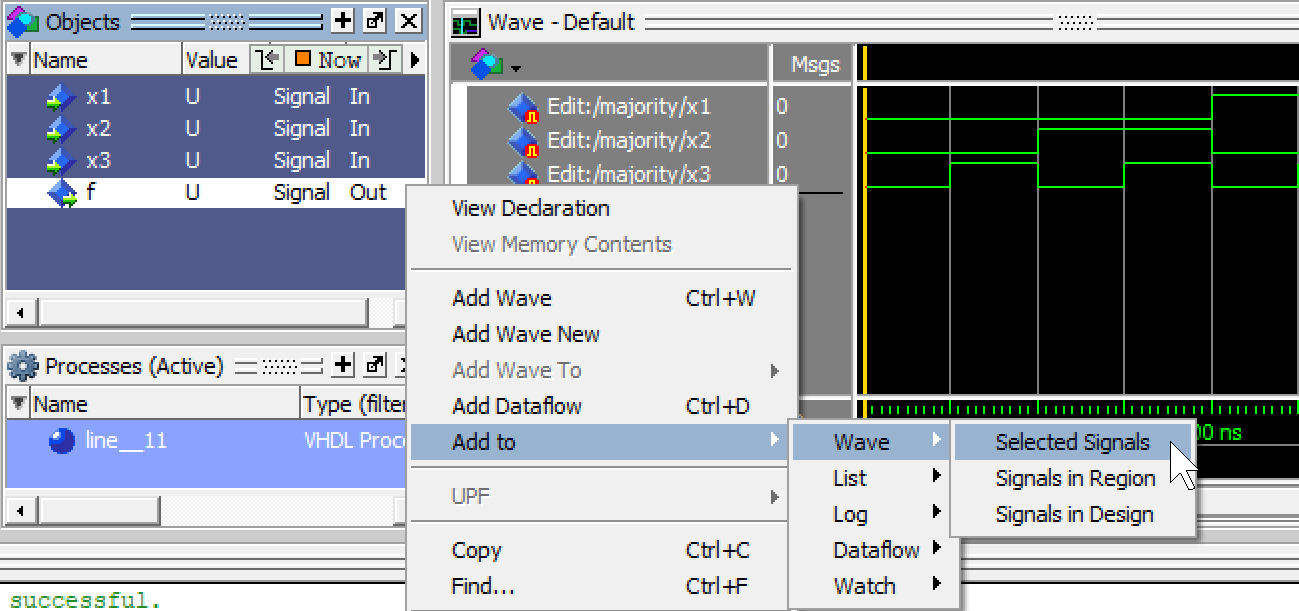 Objects
Name Value Now
x1 U Signal In
x2 U Signal In
x3 U Signal In
f U Signal Out
Processes (Active)
Name Type (filter
line__11 VHDL Proc
successful.
Wave - Default
Msgs
Edit:/majority/x1 0
Edit:/majority/x2 0
Edit:/majority/x3 0
00 ns
View Declaration
View Memory Contents
Add Wave Ctrl+W
Add Wave New
Add Wave To
Add Dataflow Ctrl+D
Add to
UPF
Copy Ctrl+C
Find... Ctrl+F
Wave
List
Log
Dataflow
Watch
Selected Signals
Signals in Region
Signals in Design